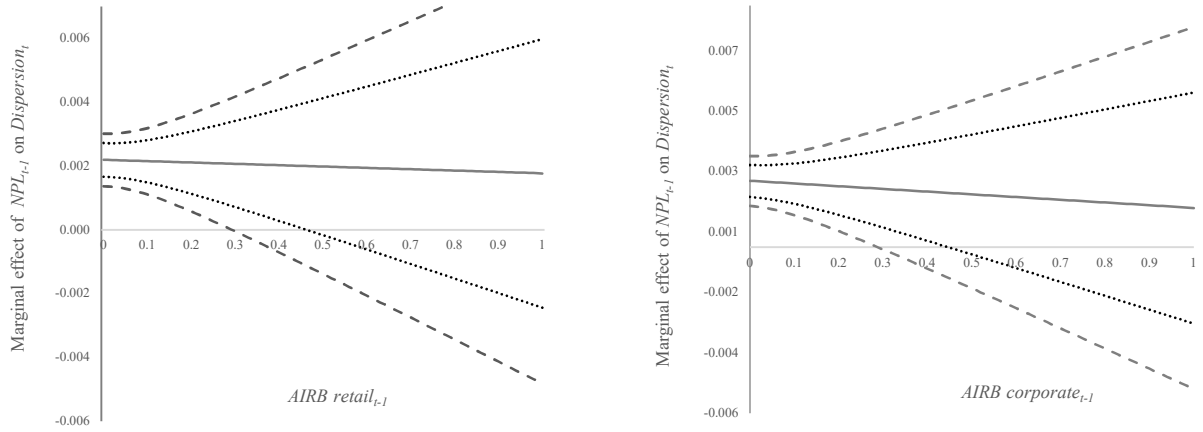 Marginal effect of NPLt-1 on Dispersiont
0.006
0.004
0.002
0.000
-0.002
-0.004
-0.006
0 0.1 0.2 0.3 0.4 0.5 0.6 0.7 0.8 0.9 1
AIRB retailt-1
Marginal effect of NPLt-1 on Dispersiont
0.007
0.005
0.003
0.001
-0.002
-0.004
-0.006
0 0.1 0.2 0.3 0.4 0.5 0.6 0.7 0.8 0.9 1
AIRB corporatet-1